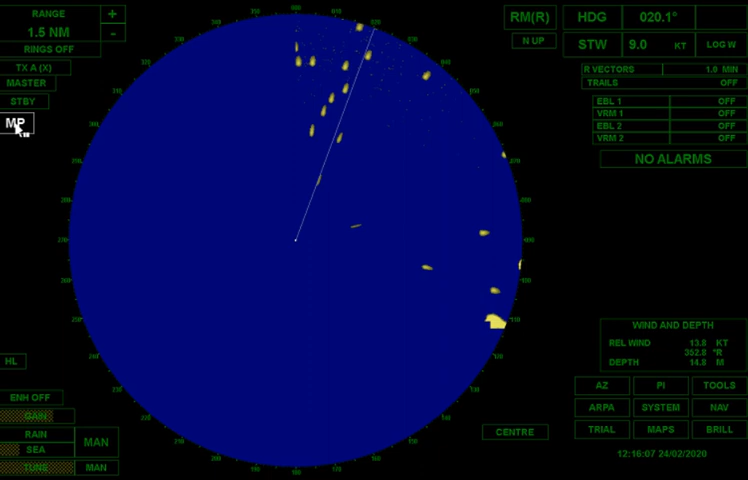 RANGE
+
1.5 NM
-
RINGS OFF
TX A (X)
MASTER
STBY
MP
HL
ENH OFF
GAIN
RAIN
MAN
SEA
TUNE
MAN
RM(R)
HDG
020.1°
N UP
STW
9.0
KT
LOG W
R VECTORS
1.0 MIN
TRAILS
OFF
EBL 1
OFF
VRM 1
OFF
EBL 2
OFF
VRM 2
OFF
NO ALARMS
WIND AND DEPTH
REL WIND
13.8 KT
352.8 °R
DEPTH
14.8 M
AZ
PI
TOOLS
ARPA
SYSTEM
NAV
TRIAL
MAPS
BRILL
CENTRE
12:16:07 24/02/2020